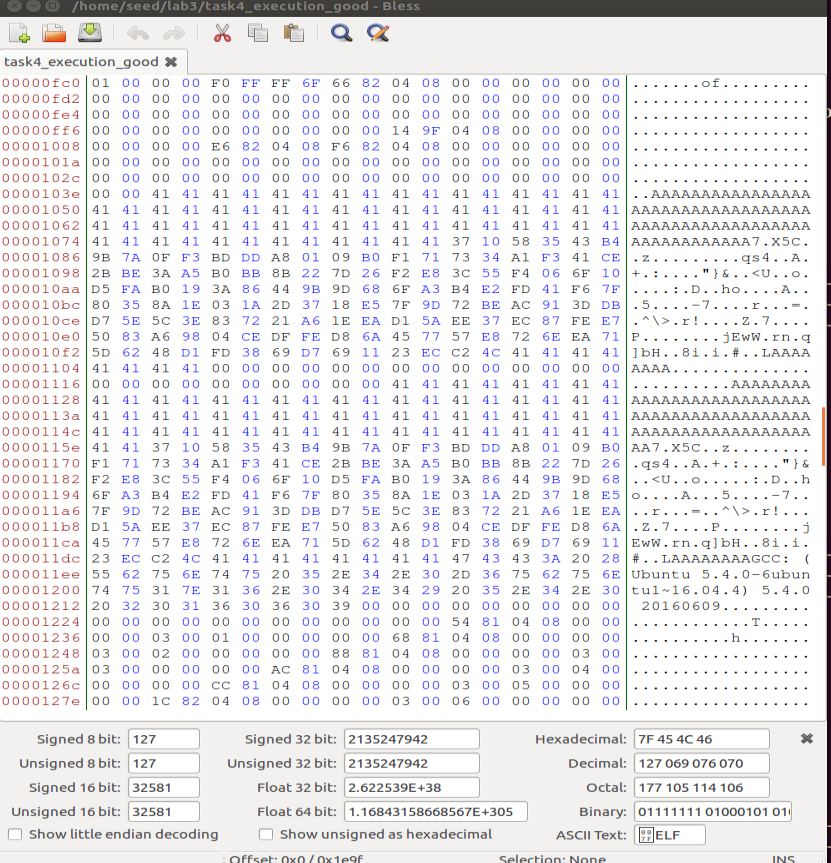 /home/seed/lab3/task4_execution_good - Bless
task4_execution_good
00000fc0 01 00 00 00 F0 FF FF 6F 66 82 04 08 00 00 00 00 00 00 .......of.........
00000fd2 00 00 00 00 00 00 00 00 00 00 00 00 00 00 00 00 00 00 ..................
00000fe4 00 00 00 00 00 00 00 00 00 00 00 00 00 00 00 00 00 00 ..................
00000ff6 00 00 00 00 00 00 00 00 00 00 14 9F 04 08 00 00 00 00 ..................
00001008 00 00 00 00 E6 82 04 08 F6 82 04 08 00 00 00 00 00 00 ..................
0000101a 00 00 00 00 00 00 00 00 00 00 00 00 00 00 00 00 00 00 ..................
0000102c 00 00 00 00 00 00 00 00 00 00 00 00 00 00 00 00 00 00 ..................
0000103e 00 00 41 41 41 41 41 41 41 41 41 41 41 41 41 41 41 41 ..AAAAAAAAAAAAAAAA
00001050 41 41 41 41 41 41 41 41 41 41 41 41 41 41 41 41 41 41 AAAAAAAAAAAAAAAAAA
00001062 41 41 41 41 41 41 41 41 41 41 41 41 41 41 41 41 41 41 AAAAAAAAAAAAAAAAAA
00001074 41 41 41 41 41 41 41 41 41 41 41 41 37 10 58 35 43 B4 AAAAAAAAAAAA7.X5C.
00001086 9B 7A 0F F3 BD DD A8 01 09 B0 F1 71 73 34 A1 F3 41 CE .z.........qs4..A.
00001098 2B BE 3A A5 B0 BB 8B 22 7D 26 F2 E8 3C 55 F4 06 6F 10 +.:...."}&..<U..o.
000010aa D5 FA B0 19 3A 86 44 9B 9D 68 6F A3 B4 E2 FD 41 F6 7F ....:.D..ho....A..
000010bc 80 35 8A 1E 03 1A 2D 37 18 E5 7F 9D 72 BE AC 91 3D DB .5....-7....r...=.
000010ce D7 5E 5C 3E 83 72 21 A6 1E EA D1 5A EE 37 EC 87 FE E7 .^\>.r!....Z.7....
000010e0 50 83 A6 98 04 CE DF FE D8 6A 45 77 57 E8 72 6E EA 71 P........jEwW.rn.q
000010f2 5D 62 48 D1 FD 38 69 D7 69 11 23 EC C2 4C 41 41 41 41 ]bH..8i.i.#..LAAAA
00001104 41 41 41 41 00 00 00 00 00 00 00 00 00 00 00 00 00 00 AAAA..............
00001116 00 00 00 00 00 00 00 00 00 00 41 41 41 41 41 41 41 41 ..........AAAAAAAA
00001128 41 41 41 41 41 41 41 41 41 41 41 41 41 41 41 41 41 41 AAAAAAAAAAAAAAAAAA
0000113a 41 41 41 41 41 41 41 41 41 41 41 41 41 41 41 41 41 41 AAAAAAAAAAAAAAAAAA
0000114c 41 41 41 41 41 41 41 41 41 41 41 41 41 41 41 41 41 41 AAAAAAAAAAAAAAAAAA
0000115e 41 41 37 10 58 35 43 B4 9B 7A 0F F3 BD DD A8 01 09 B0 AA7.X5C..z........
00001170 F1 71 73 34 A1 F3 41 CE 2B BE 3A A5 B0 BB 8B 22 7D 26 .qs4..A.+.:...."}&
00001182 F2 E8 3C 55 F4 06 6F 10 D5 FA B0 19 3A 86 44 9B 9D 68 ..<U..o.....:.D..h
00001194 6F A3 B4 E2 FD 41 F6 7F 80 35 8A 1E 03 1A 2D 37 18 E5 o....A...5....-7..
000011a6 7F 9D 72 BE AC 91 3D DB D7 5E 5C 3E 83 72 21 A6 1E EA ..r...=..^\>.r!...
000011b8 D1 5A EE 37 EC 87 FE E7 50 83 A6 98 04 CE DF FE D8 6A .Z.7....P........j
000011ca 45 77 57 E8 72 6E EA 71 5D 62 48 D1 FD 38 69 D7 69 11 EwW.rn.q]bH..8i.i.
000011dc 23 EC C2 4C 41 41 41 41 41 41 41 41 47 43 43 3A 20 28 #..LAAAAAAAAGCC: (
000011ee 55 62 75 6E 74 75 20 35 2E 34 2E 30 2D 36 75 62 75 6E Ubuntu 5.4.0-6ubun
00001200 74 75 31 7E 31 36 2E 30 34 2E 34 29 20 35 2E 34 2E 30 tu1~16.04.4) 5.4.0
00001212 20 32 30 31 36 30 36 30 39 00 00 00 00 00 00 00 00 00  20160609.........
00001224 00 00 00 00 00 00 00 00 00 00 00 00 54 81 04 08 00 00 ............T.....
00001236 00 00 03 00 01 00 00 00 00 00 68 81 04 08 00 00 00 00 ..........h.......
00001248 03 00 02 00 00 00 00 00 88 81 04 08 00 00 00 00 03 00 ..................
0000125a 03 00 00 00 00 00 AC 81 04 08 00 00 00 00 03 00 04 00 ..................
0000126c 00 00 00 00 CC 81 04 08 00 00 00 00 03 00 05 00 00 00 ..................
0000127e 00 00 1C 82 04 08 00 00 00 00 03 00 06 00 00 00 00 00 ..................
Signed 8 bit: 127 Signed 32 bit: 2135247942 Hexadecimal: 7F 45 4C 46
Unsigned 8 bit: 127 Unsigned 32 bit: 2135247942 Decimal: 127 069 076 070
Signed 16 bit: 32581 Float 32 bit: 2.622539E+38 Octal: 177 105 114 106
Unsigned 16 bit: 32581 Float 64 bit: 1.16843158668567E+305 Binary: 01111111 01000101 010
Show little endian decoding Show unsigned as hexadecimal ASCII Text: ELF
Offset: 0x0 / 0x1e9f Selection: None INS